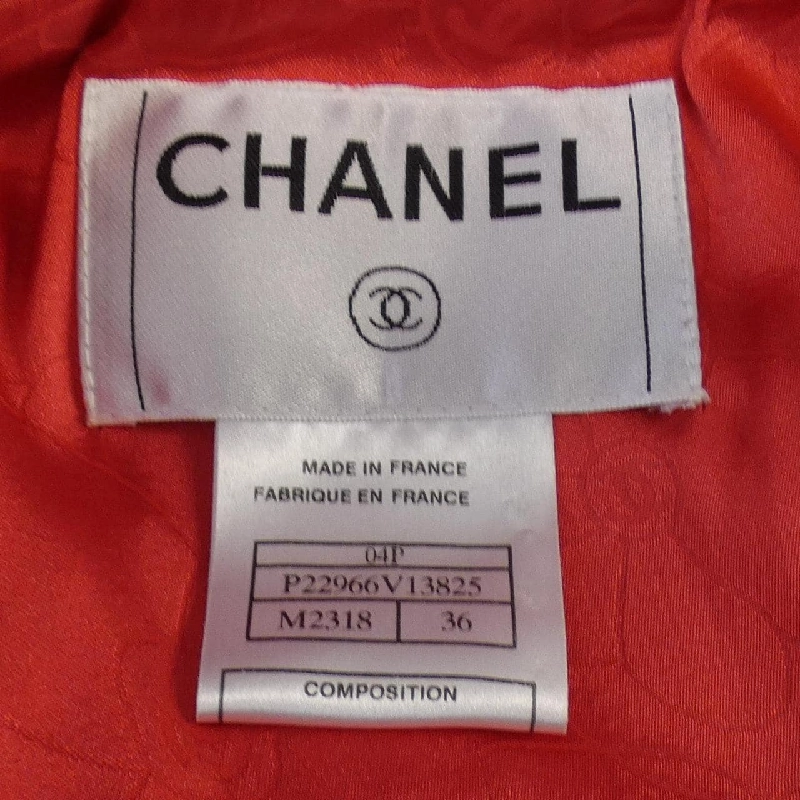 CHANEL
MADE IN FRANCE
FABRIQUE EN FRANCE
04P
P22966V13825
M2318 36
COMPOSITION